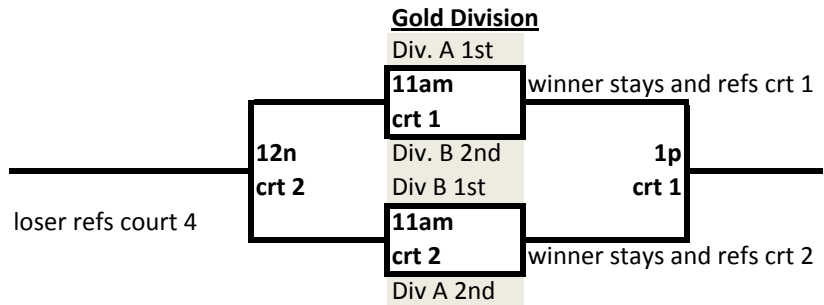 Gold Division
Div. A 1st
11am
winner stays and refs crt 1
crt 1
12n
Div. B 2nd
1p
crt 2
Div B 1st
crt 1
loser refs court 4
11am
crt 2
winner stays and refs crt 2
Div A 2nd